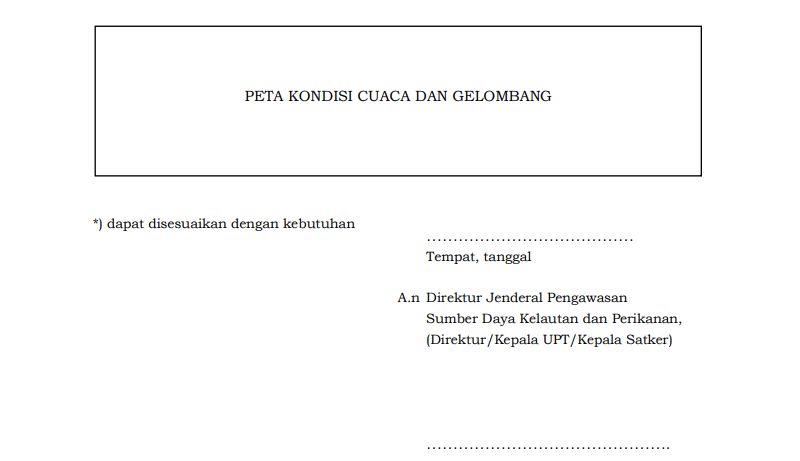 PETA KONDISI CUACA DAN GELOMBANG
*) dapat disesuaikan dengan kebutuhan
…………………………………
Tempat, tanggal
A.n Direktur Jenderal Pengawasan
Sumber Daya Kelautan dan Perikanan,
(Direktur/Kepala UPT/Kepala Satker)
……………………………………….